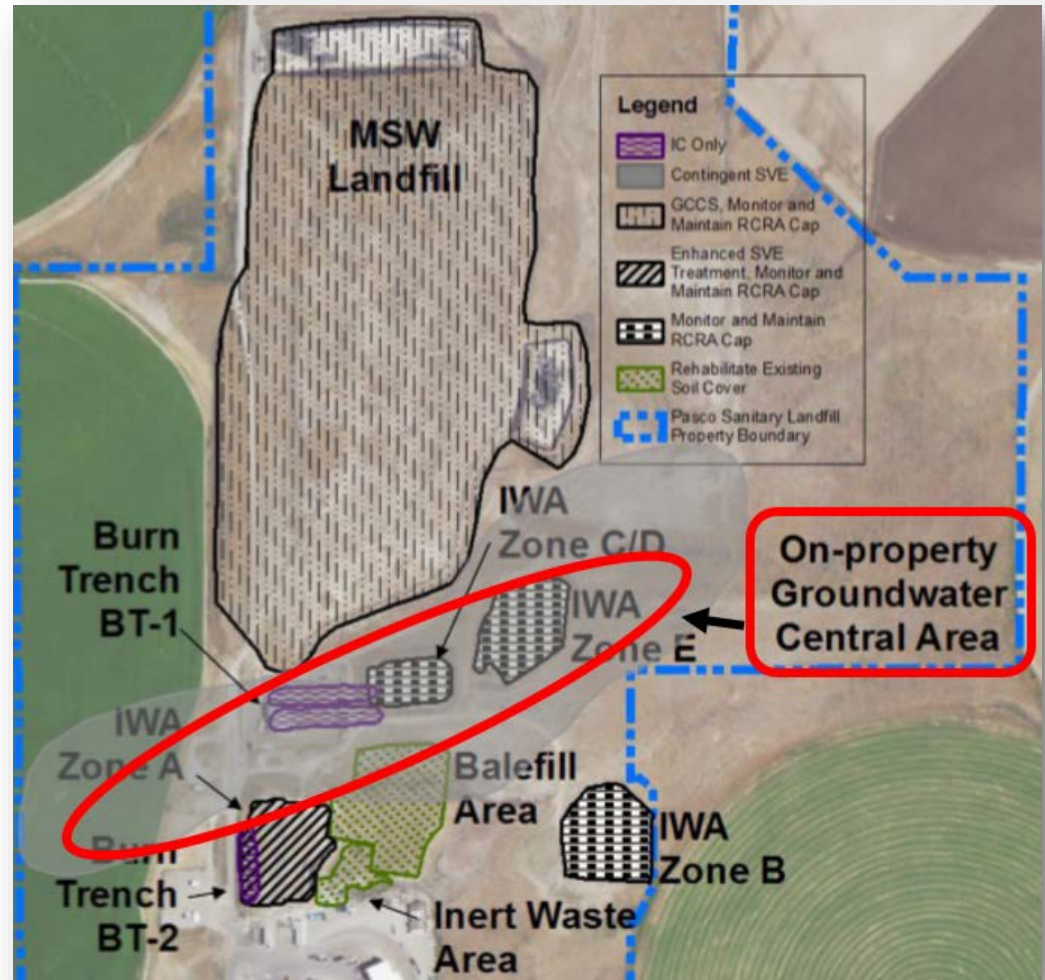 MSW
Landfill
Legend
IC Only
Contingent SVE
GCCS, Monitor and
Maintain RCRA Cap
Enhanced SVE
Treatment, Monitor and
Maintain RCRA Cap
Monitor and Maintain
RCRA Cap
Rehabilitate Existing
Soil Cover
Pasco Sanitary Landfill
Property Boundary
IWA
Zone C/D
Burn
Trench
BT-1
On-property
Groundwater
Central Area
IWA
Zone E
IWA
Zone A
Balefill
Area
IWA
Zone B
Burn
Trench
BT-2
Inert Waste
Area